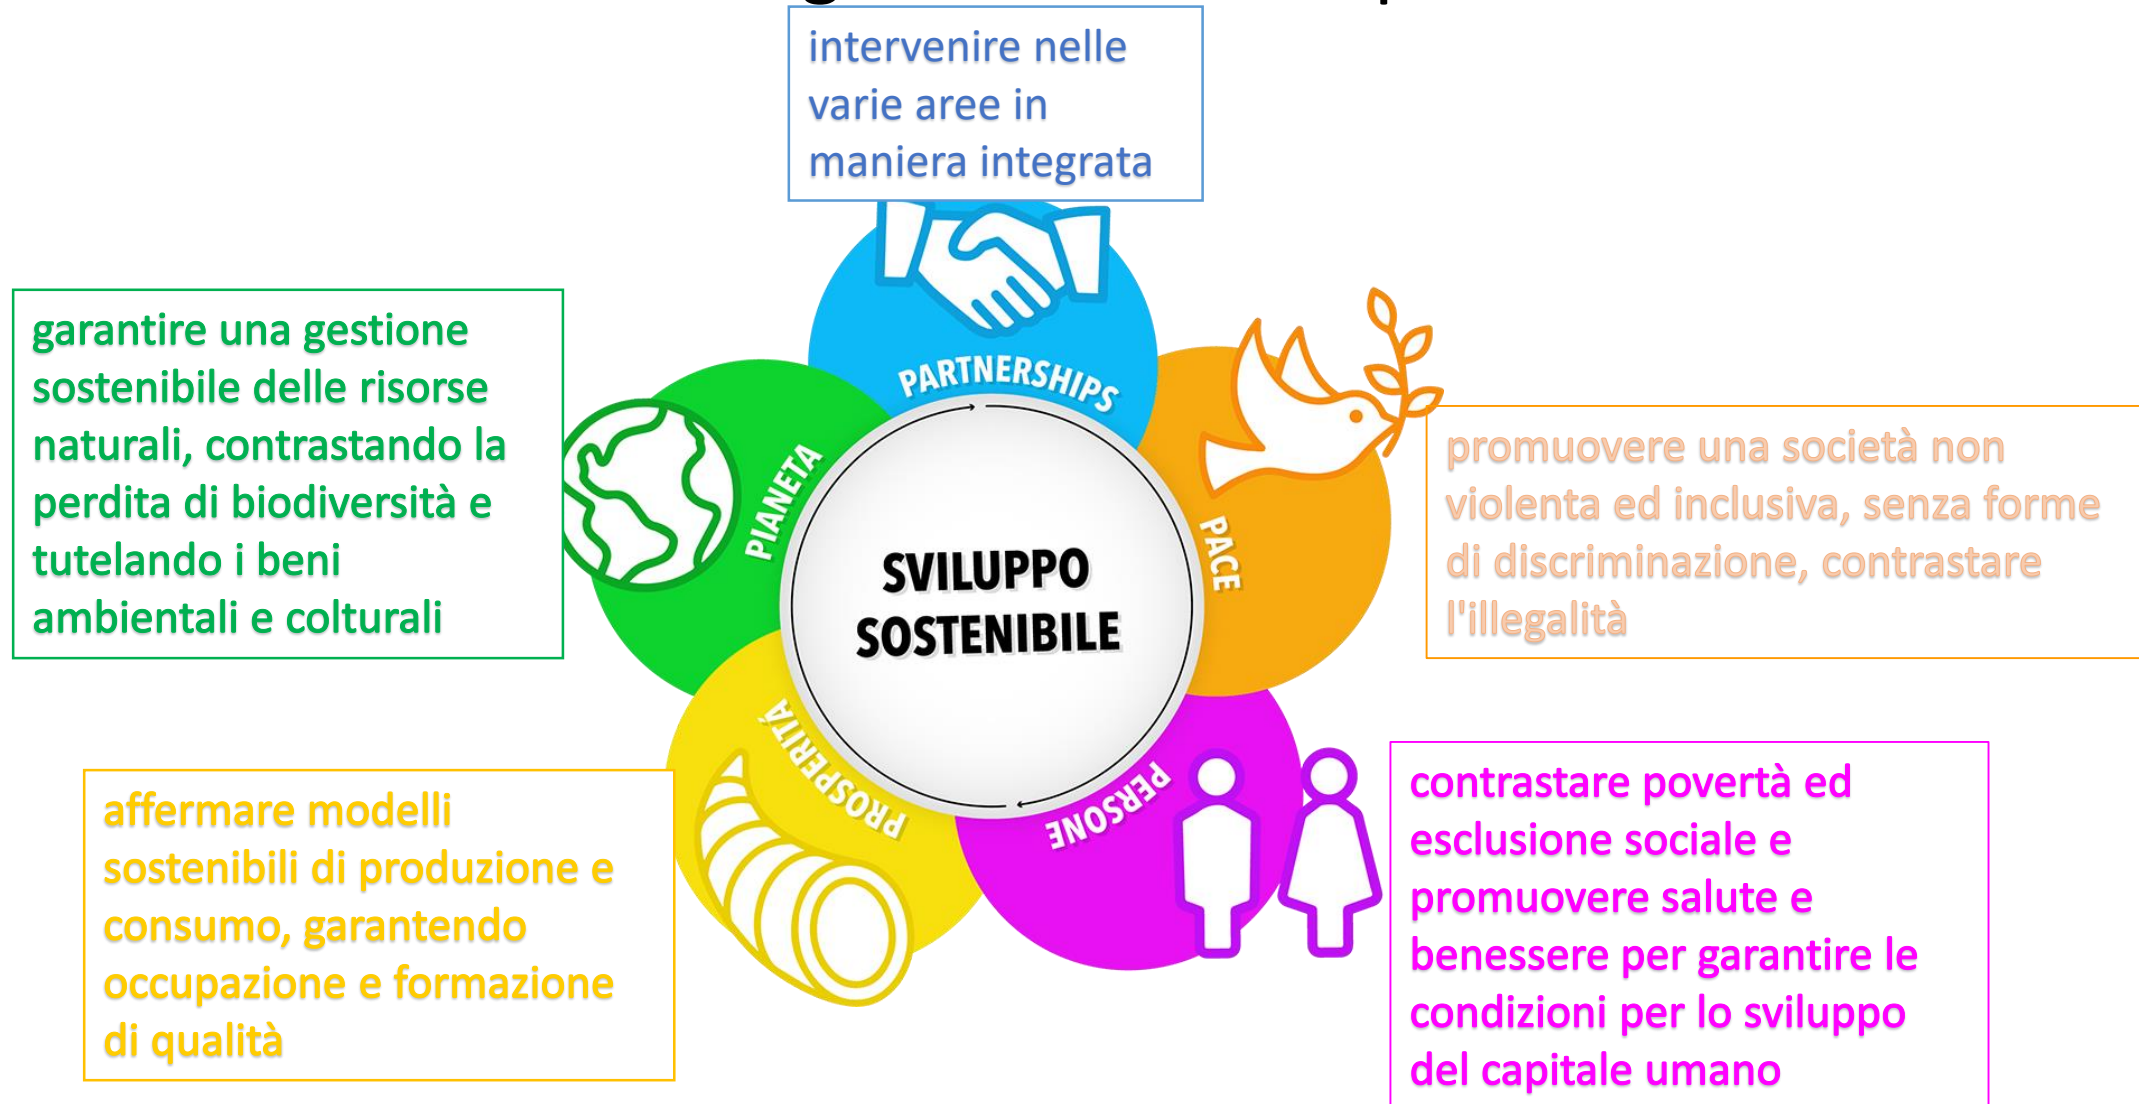 intervenire nelle
varie aree in
maniera integrata
garantire una gestione
sostenibile delle risorse
naturali, contrastando la
perdita di biodiversità e
tutelando i beni
ambientali e colturali
PARTNERSHIPS
PIANETA
PACE
SVILUPPO
SOSTENIBILE
PROSPERITÁ
PERSONE
promuovere una società non
violenta ed inclusiva, senza forme
di discriminazione, contrastare
l'illegalità
affermare modelli
sostenibili di produzione e
consumo, garantendo
occupazione e formazione
di qualità
contrastare povertà ed
esclusione sociale e
promuovere salute e
benessere per garantire le
condizioni per lo sviluppo
del capitale umano